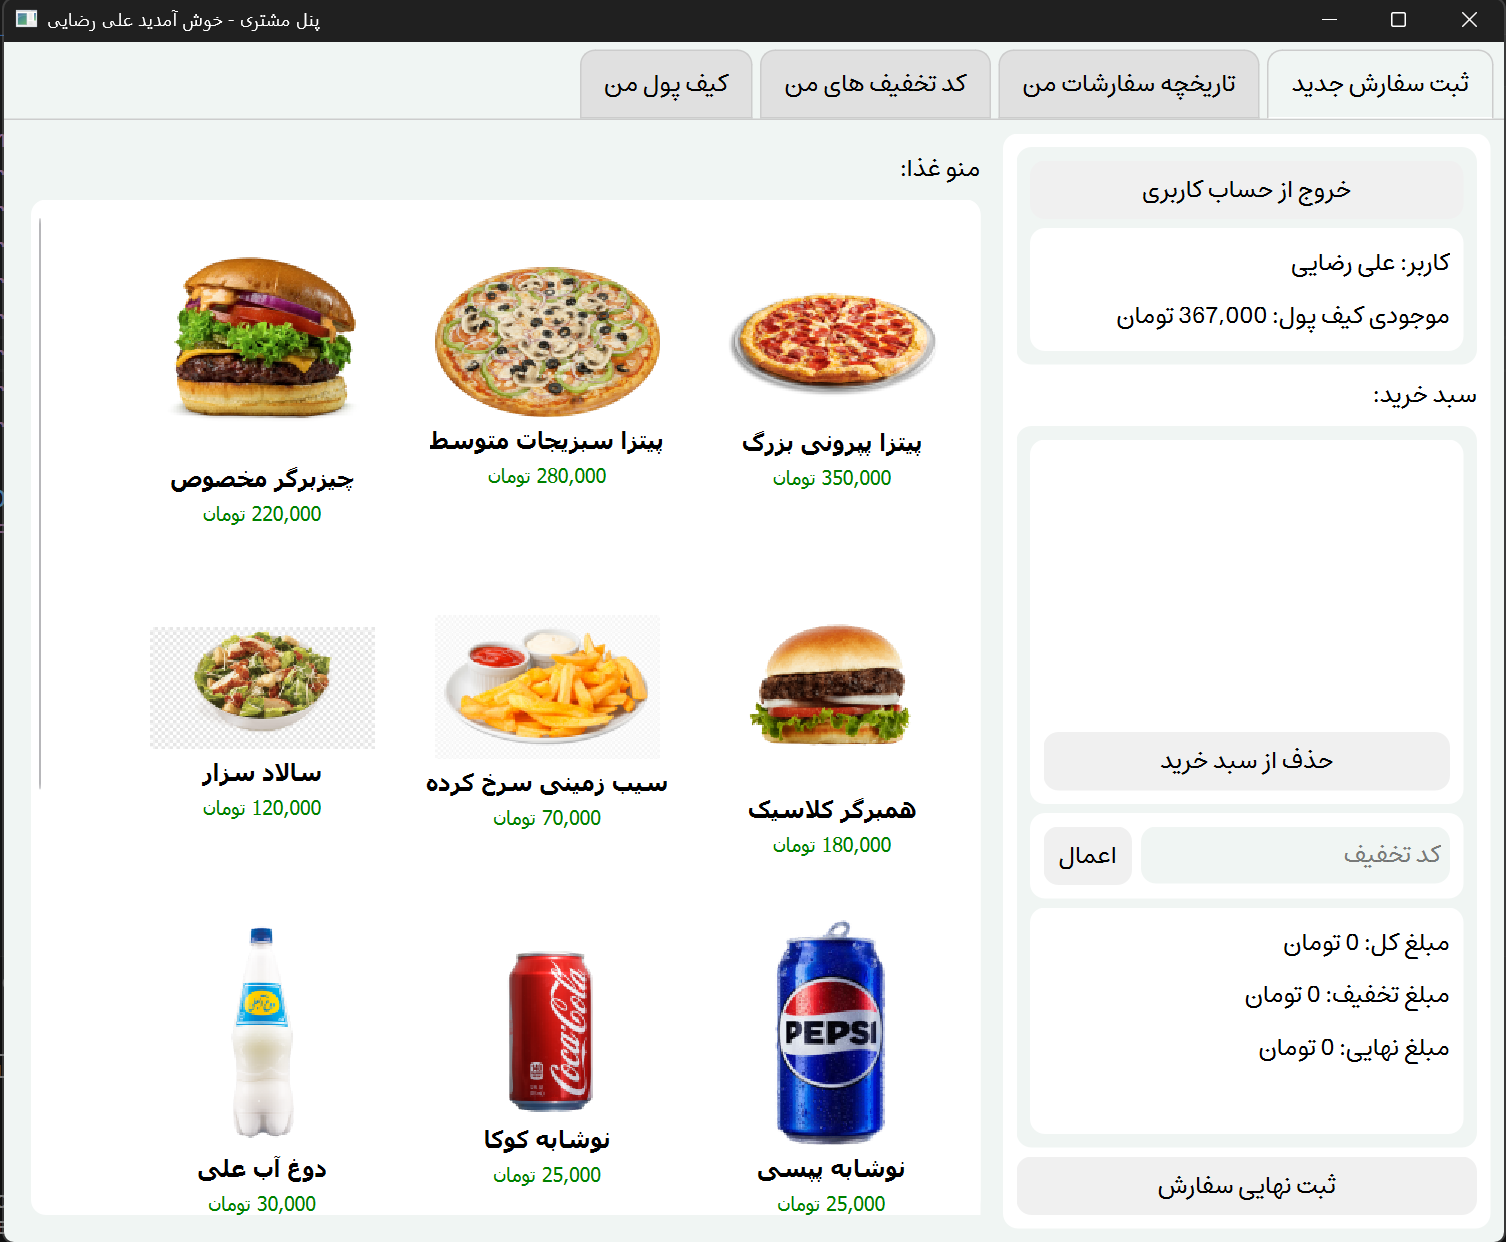 پنل مشتری - خوش آمدید علی رضایی
ثبت سفارش جدید
تاریخچه سفارشات من
کد تخفیف های من
کیف پول من
خروج از حساب کاربری
کاربر: علی رضایی
موجودی کیف پول: 367,000 تومان
سبد خرید:
حذف از سبد خرید
کد تخفیف
اعمال
مبلغ کل: 0 تومان
مبلغ تخفیف: 0 تومان
مبلغ نهایی: 0 تومان
ثبت نهایی سفارش
منو غذا:
پیتزا پپرونی بزرگ
350,000 تومان
پیتزا سبزیجات متوسط
280,000 تومان
چیزبرگر مخصوص
220,000 تومان
همبرگر کلاسیک
180,000 تومان
سیب زمینی سرخ کرده
70,000 تومان
سالاد سزار
120,000 تومان
PEPSI
نوشابه پپسی
25,000 تومان
Coca-Cola
نوشابه کوکا
25,000 تومان
دوغ آب علی
30,000 تومان